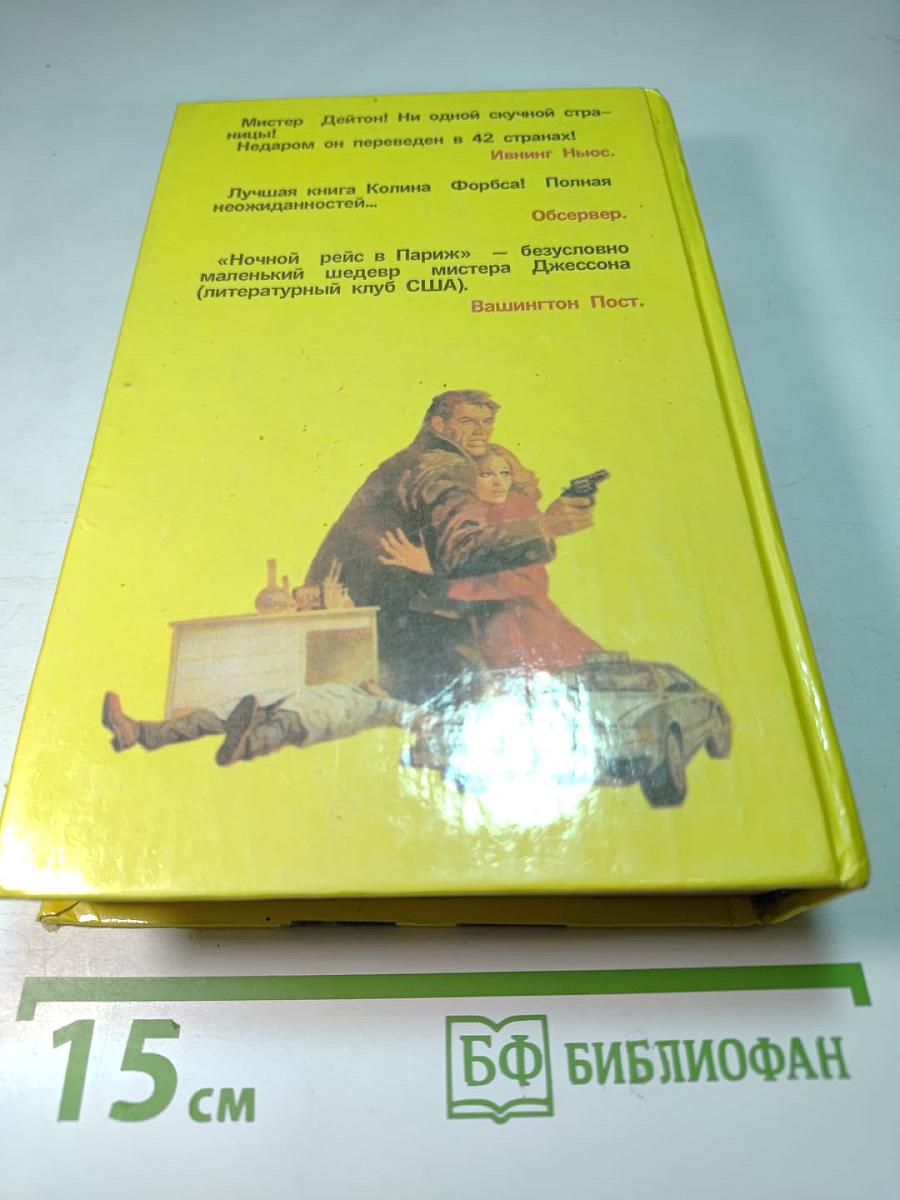 Мистер Дейтон! Ни одной скучной стра-
ницы!
Недаром он переведен в 42 странах!
Ивнинг Ньюс.
Лучшая книга Колина Форбса! Полная
неожиданностей...
Обсервер.
«Ночной рейс в Париж» — безусловно
маленький шедевр мистера Джессона
(литературный клуб США).
Вашингтон Пост.
15 см
БФ БИБЛИОФАН